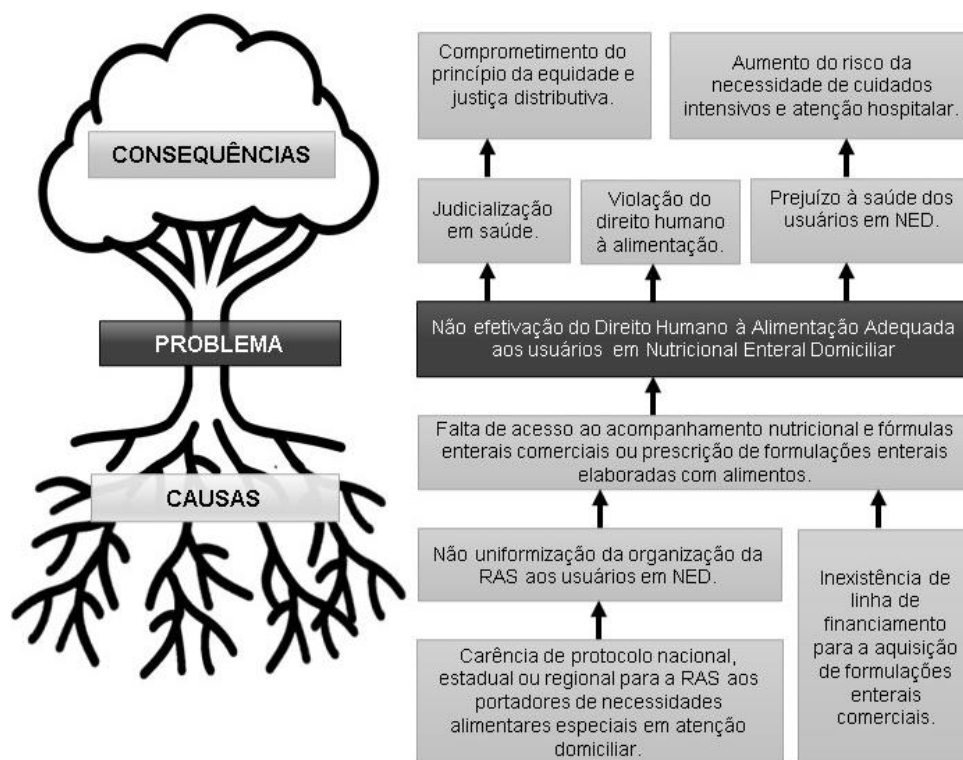 CONSEQUÊNCIAS
Comprometimento do
princípio da equidade e
justiça distributiva.
Aumento do risco da
necessidade de cuidados
intensivos e atenção hospitalar.
Judicialização
em saúde.
Violação do
direito humano
à alimentação.
Prejuízo à saúde dos
usuários em NED.
PROBLEMA
Não efetivação do Direito Humano à Alimentação Adequada
aos usuários em Nutricional Enteral Domiciliar
CAUSAS
Falta de acesso ao acompanhamento nutricional e fórmulas
enterais comerciais ou prescrição de formulações enterais
elaboradas com alimentos.
Não uniformização da organização da
RAS aos usuários em NED.
Carência de protocolo nacional,
estadual ou regional para a RAS aos
portadores de necessidades
alimentares especiais em atenção
domiciliar.
Inexistência de
linha de
financiamento
para a aquisição
de formulações
enterais
comerciais.